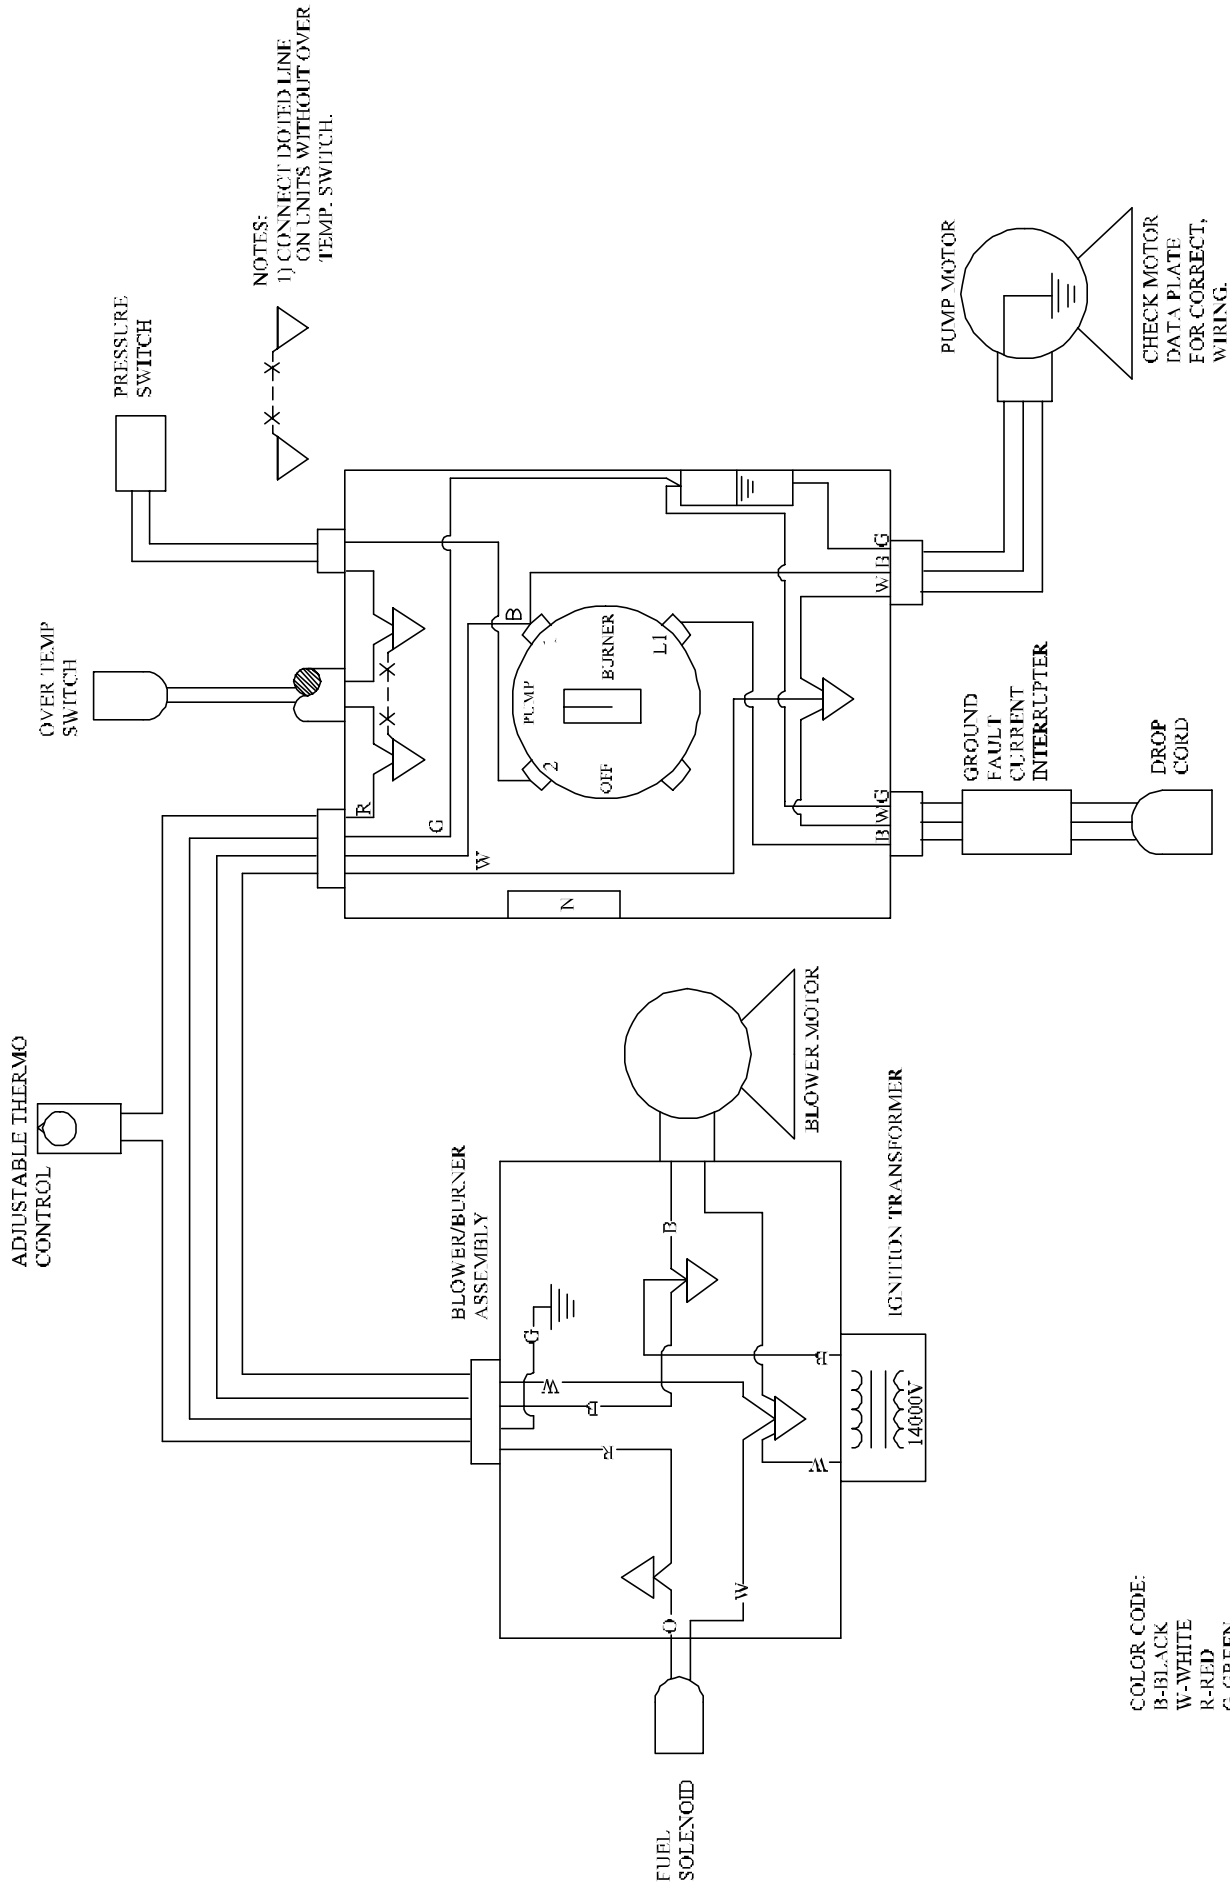 ADJUSTABLE THERMO
CONTROL
OVER TEMP
SWITCH
PRESSURE
SWITCH
NOTES:
1) CONNECT DOTED LINE
ON UNITS WITHOUT OVER
TEMP. SWITCH.
R
G
W
B
PUMP
BURNER
OFF
2
L1
N
B
W
G
W
B
G
PUMP MOTOR
CHECK MOTOR
DATA PLATE
FOR CORRECT,
WIRING.
GROUND
FAULT
CURRENT
INTERRUPTER
DROP
CORD
BLOWER/BURNER
ASSEMBLY
G
W
B
R
B
B
W
O
W
BLOWER MOTOR
IGNITION TRANSFORMER
14000V
FUEL
SOLENOID
COLOR CODE:
B-BLACK
W-WHITE
R-RED
G-GREEN